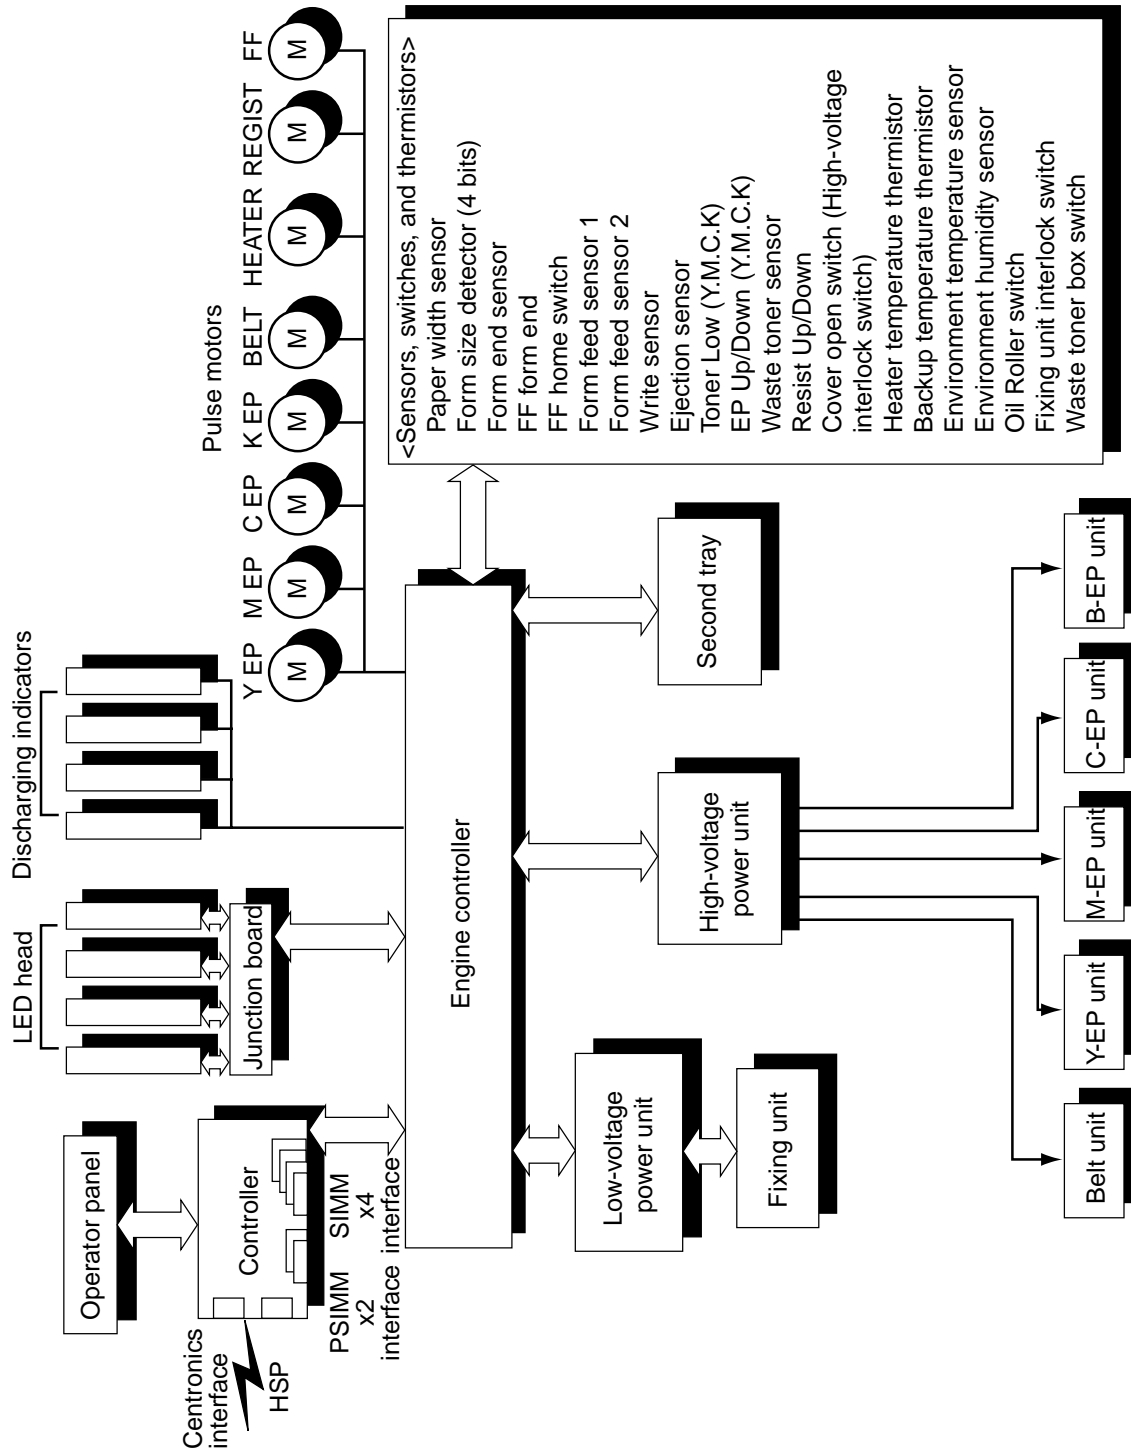 Operator panel
Centronics
interface
HSP
Controller
PSIMM
x2
interface
SIMM
x4
interface
LED head
Junction board
Discharging indicators
Pulse motors
Y EP
M EP
C EP
K EP
BELT
HEATER
REGIST
FF
M
M
M
M
M
M
M
M
Engine controller
<Sensors, switches, and thermistors>
Paper width sensor
Form size detector (4 bits)
Form end sensor
FF form end
FF home switch
Form feed sensor 1
Form feed sensor 2
Write sensor
Ejection sensor
Toner Low (Y.M.C.K)
EP Up/Down (Y.M.C.K)
Waste toner sensor
Resist Up/Down
Cover open switch (High-voltage
interlock switch)
Heater temperature thermistor
Backup temperature thermistor
Environment temperature sensor
Environment humidity sensor
Oil Roller switch
Fixing unit interlock switch
Waste toner box switch
Low-voltage
power unit
Fixing unit
High-voltage
power unit
Second tray
Belt unit
Y-EP unit
M-EP unit
C-EP unit
B-EP unit